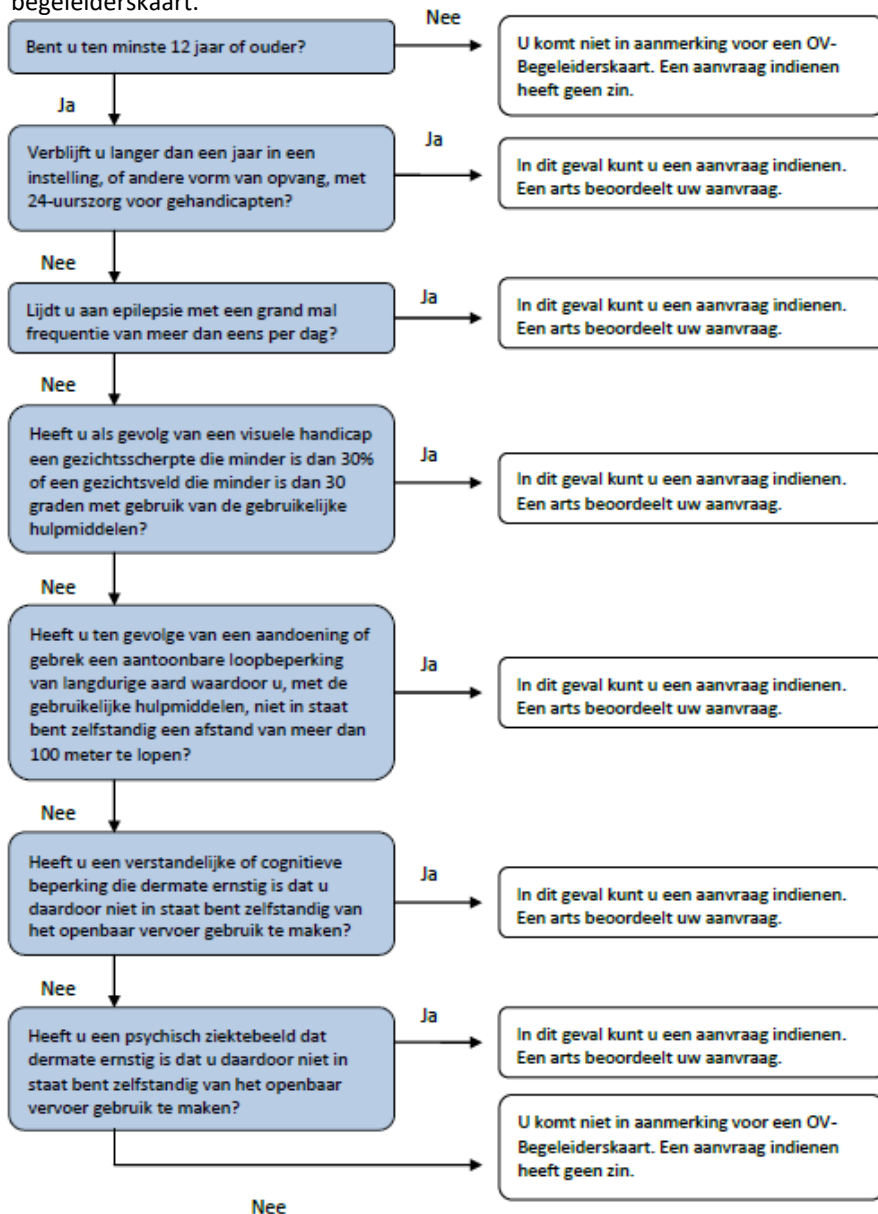 begeleiderskaart.
Bent u ten minste 12 jaar of ouder?
Nee
U komt niet in aanmerking voor een OV-
Begeleiderskaart. Een aanvraag indienen
heeft geen zin.
Ja
Verblijft u langer dan een jaar in een
instelling, of andere vorm van opvang, met
24-uurszorg voor gehandicapten?
Ja
In dit geval kunt u een aanvraag indienen.
Een arts beoordeelt uw aanvraag.
Nee
Lijdt u aan epilepsie met een grand mal
frequentie van meer dan eens per dag?
Ja
In dit geval kunt u een aanvraag indienen.
Een arts beoordeelt uw aanvraag.
Nee
Heeft u als gevolg van een visuele handicap
een gezichtsscherpte die minder is dan 30%
of een gezichtsveld die minder is dan 30
graden met gebruik van de gebruikelijke
hulpmiddelen?
Ja
In dit geval kunt u een aanvraag indienen.
Een arts beoordeelt uw aanvraag.
Nee
Heeft u ten gevolge van een aandoening of
gebrek een aantoonbare loopbeperking
van langdurige aard waardoor u, met de
gebruikelijke hulpmiddelen, niet in staat
bent zelfstandig een afstand van meer dan
100 meter te lopen?
Ja
In dit geval kunt u een aanvraag indienen.
Een arts beoordeelt uw aanvraag.
Nee
Heeft u een verstandelijke of cognitieve
beperking die dermate ernstig is dat u
daardoor niet in staat bent zelfstandig van
het openbaar vervoer gebruik te maken?
Ja
In dit geval kunt u een aanvraag indienen.
Een arts beoordeelt uw aanvraag.
Nee
Heeft u een psychisch ziektebeeld dat
dermate ernstig is dat u daardoor niet in
staat bent zelfstandig van het openbaar
vervoer gebruik te maken?
Ja
In dit geval kunt u een aanvraag indienen.
Een arts beoordeelt uw aanvraag.
U komt niet in aanmerking voor een OV-
Begeleiderskaart. Een aanvraag indienen
heeft geen zin.
Nee